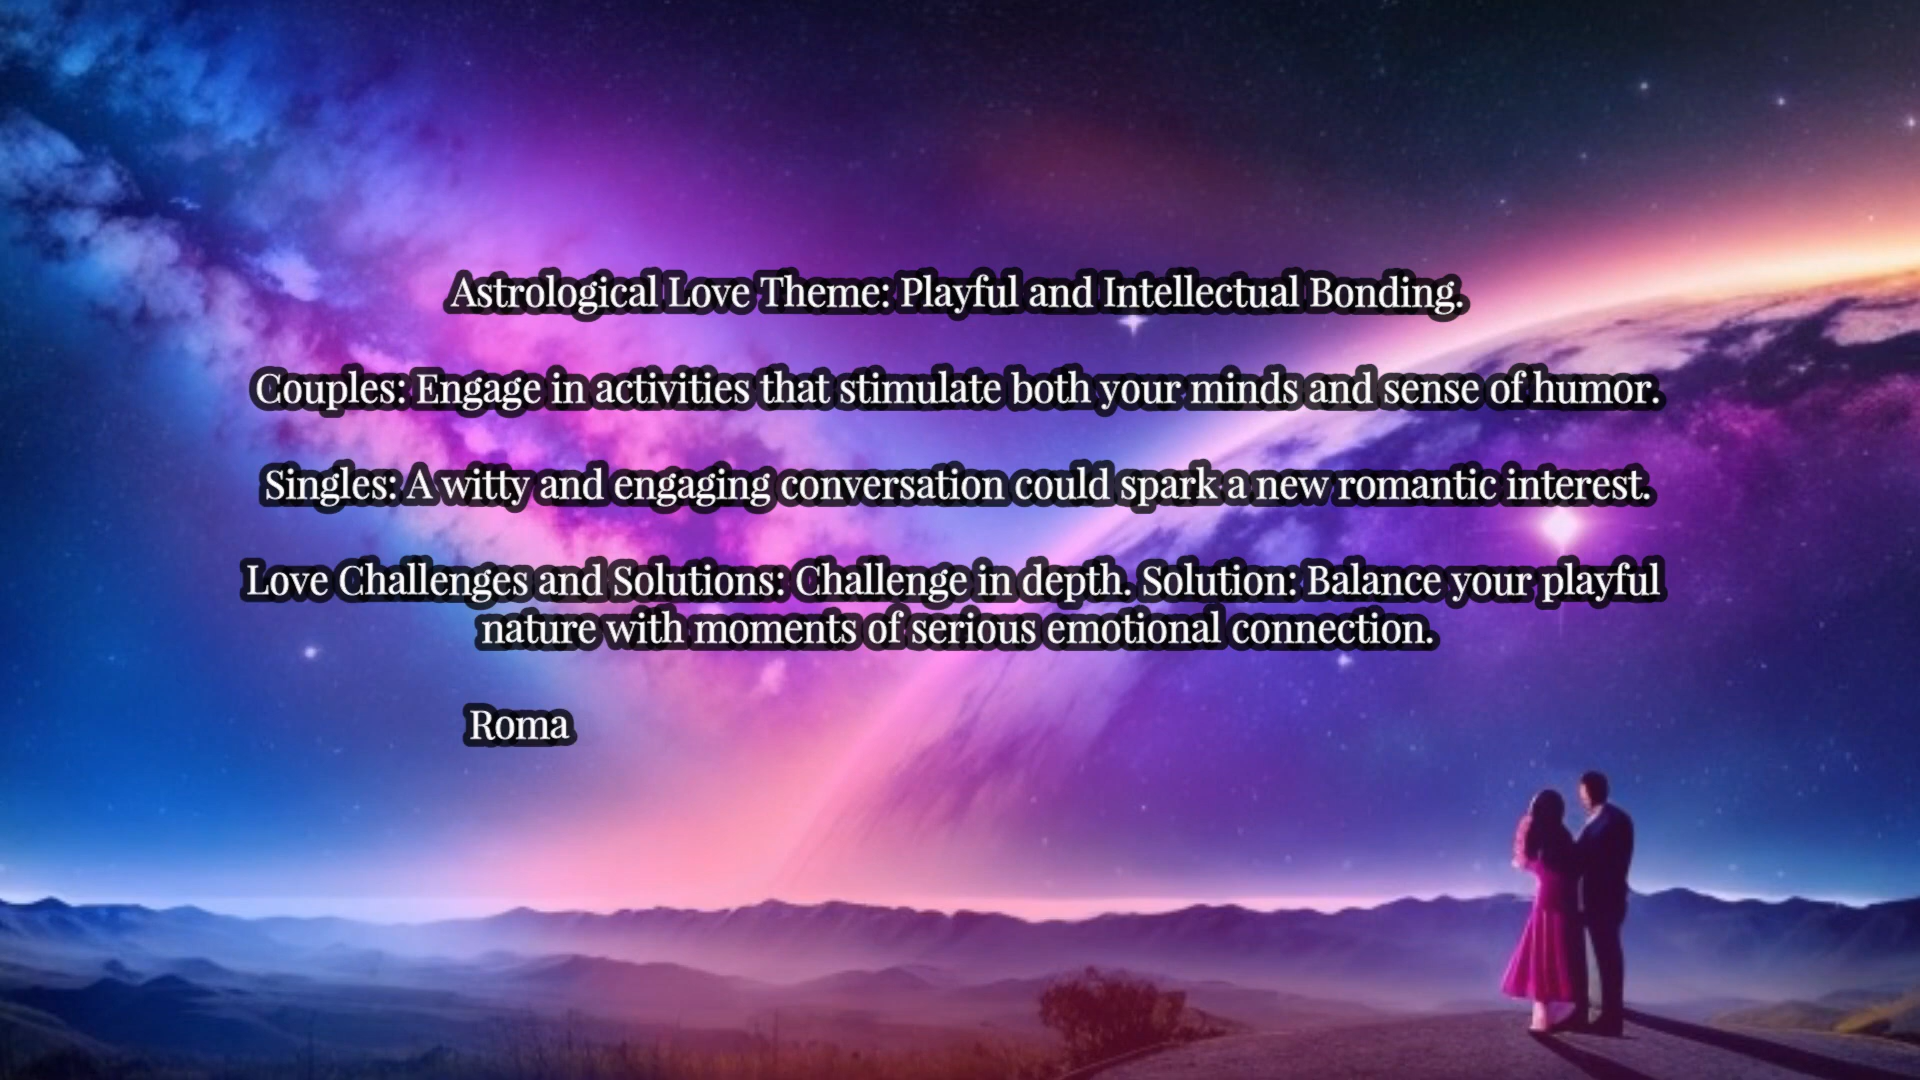 Astrological Love Theme: Playful and Intellectual Bonding.
Couples: Engage in activities that stimulate both your minds and sense of humor.
Singles: A witty and engaging conversation could spark a new romantic interest.
Love Challenges and Solutions: Challenge in depth. Solution: Balance your playful
nature with moments of serious emotional connection.
Roma